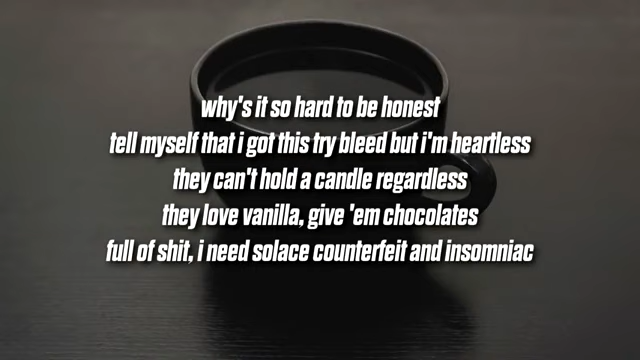 why's it so hard to be honest
tell myself that i got this try bleed but i'm heartless
they can't hold a candle regardless
they love vanilla, give 'em chocolates
full of shit, i need solace counterfeit and insomniac